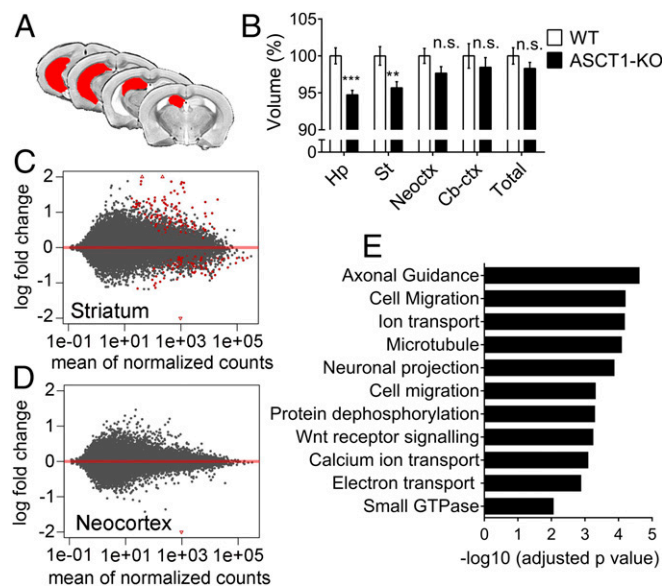 A
B
Volume (%)
105
100
95
90
0
***
**
n.s.
n.s.
n.s.
WT
ASCT1-KO
Hp
St
Neoctx
Cb-ctx
Total
C
log fold change
2
1
0
-1
-2
Striatum
1e-01 1e+01 1e+03 1e+05
mean of normalized counts
D
log fold change
2
1
0
-1
-2
Neocortex
1e-01 1e+01 1e+03 1e+05
mean of normalized counts
E
Axonal Guidance
Cell Migration
Ion transport
Microtubule
Neuronal projection
Cell migration
Protein dephosphorylation
Wnt receptor signalling
Calcium ion transport
Electron transport
Small GTPase
0 1 2 3 4 5
-log10 (adjusted p value)